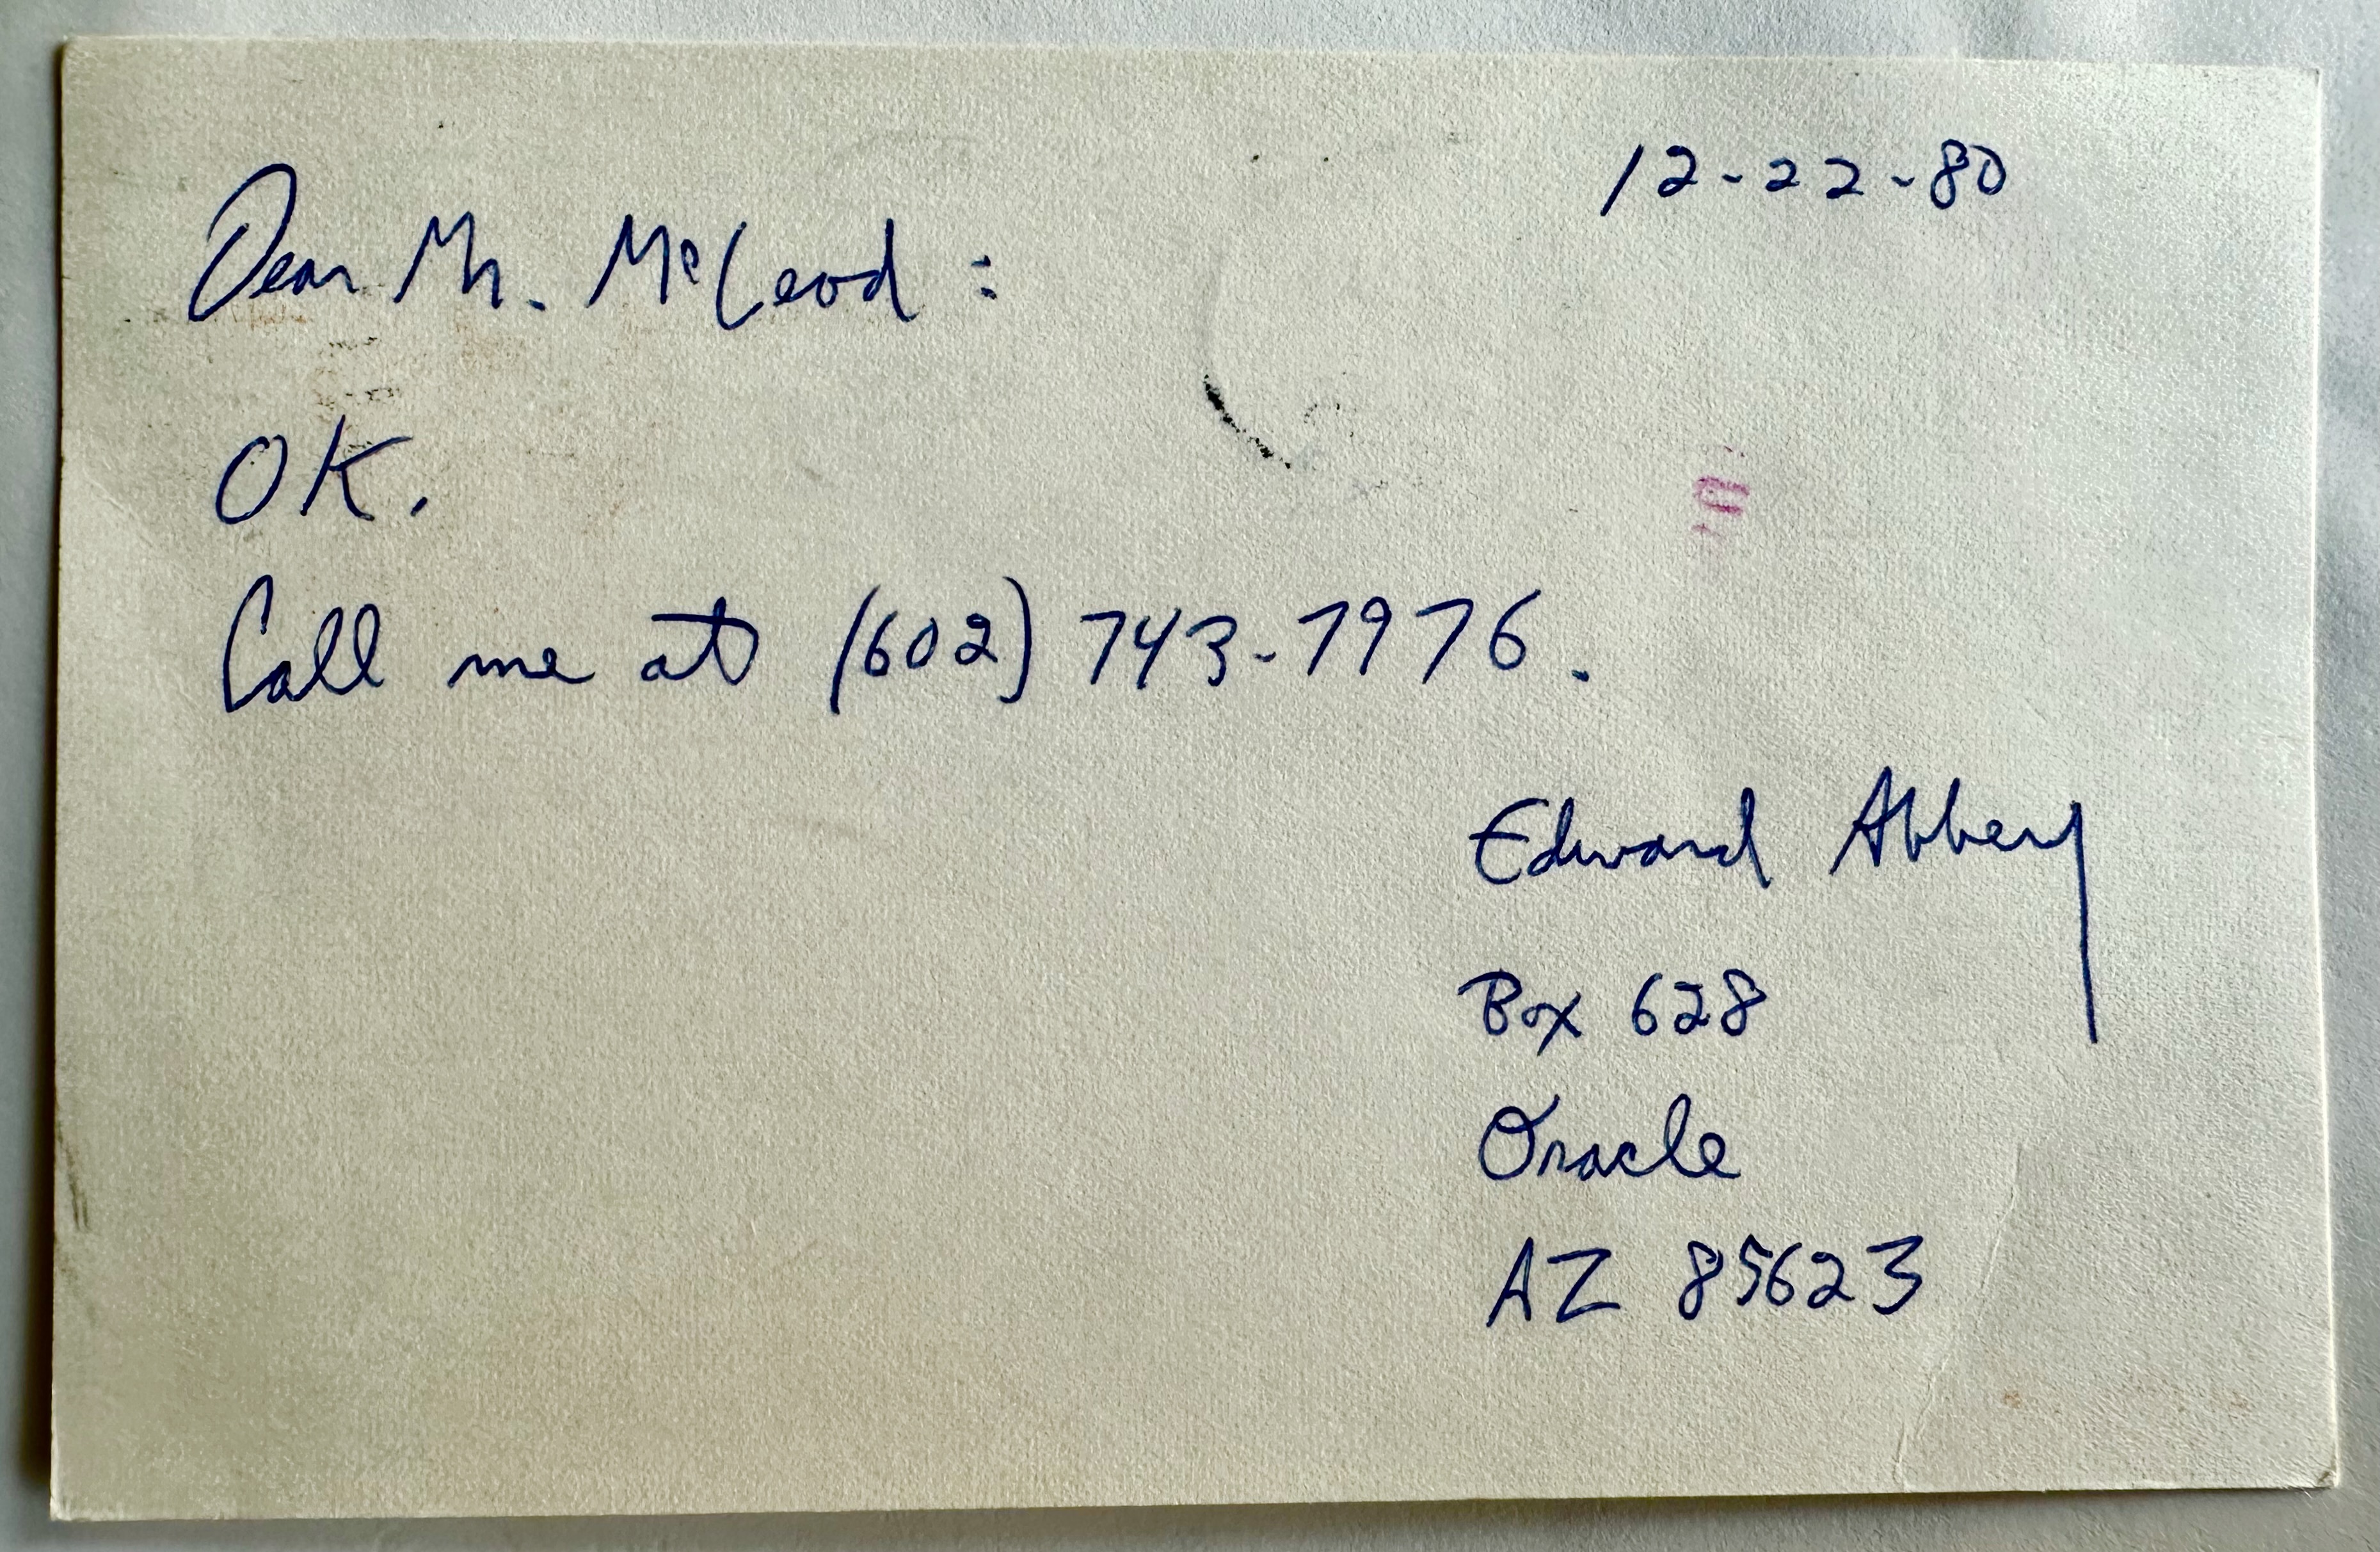 12-22-80
Dear Mr. McLeod:
OK.
Call me at (602) 743-7976.
Edward Abbey
Box 628
Oracle
AZ 85623